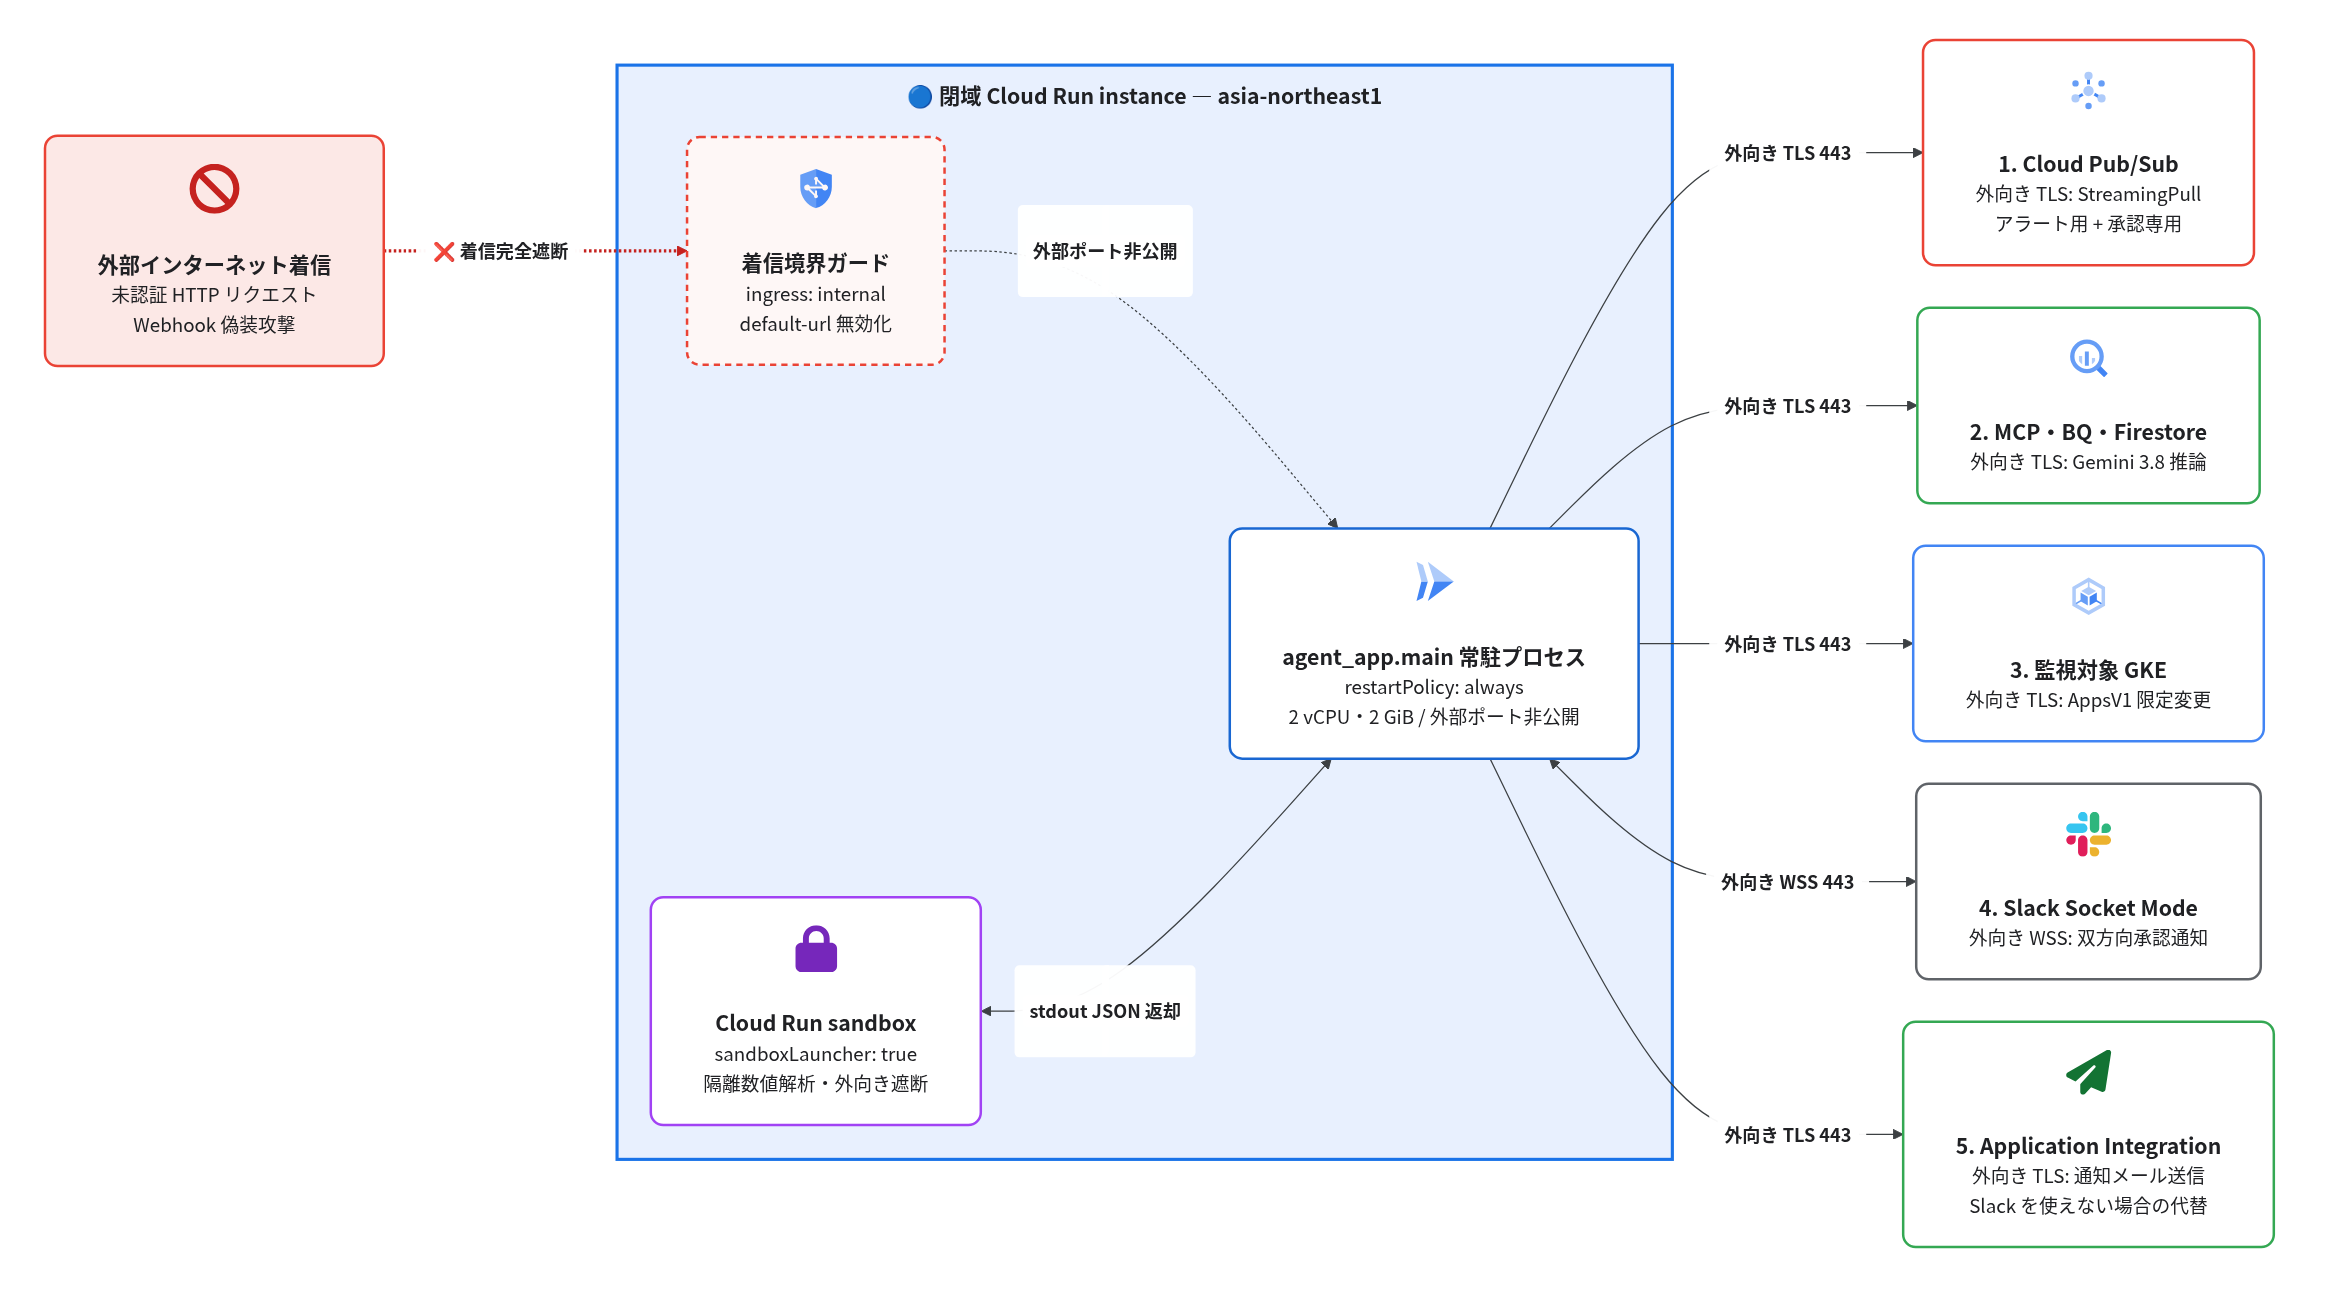 閉域 Cloud Run instance — asia-northeast1
外部インターネット着信
未認証 HTTP リクエスト
Webhook 偽装攻撃
❌ 着信完全遮断
着信境界ガード
ingress: internal
default-url 無効化
外部ポート非公開
agent_app.main 常駐プロセス
restartPolicy: always
2 vCPU・2 GiB / 外部ポート非公開
Cloud Run sandbox
sandboxLauncher: true
隔離数値解析・外向き遮断
stdout JSON 返却
外向き TLS 443
1. Cloud Pub/Sub
外向き TLS: StreamingPull
アラート用 + 承認専用
外向き TLS 443
2. MCP・BQ・Firestore
外向き TLS: Gemini 3.8 推論
外向き TLS 443
3. 監視対象 GKE
外向き TLS: AppsV1 限定変更
外向き WSS 443
4. Slack Socket Mode
外向き WSS: 双方向承認通知
外向き TLS 443
5. Application Integration
外向き TLS: 通知メール送信
Slack を使えない場合の代替